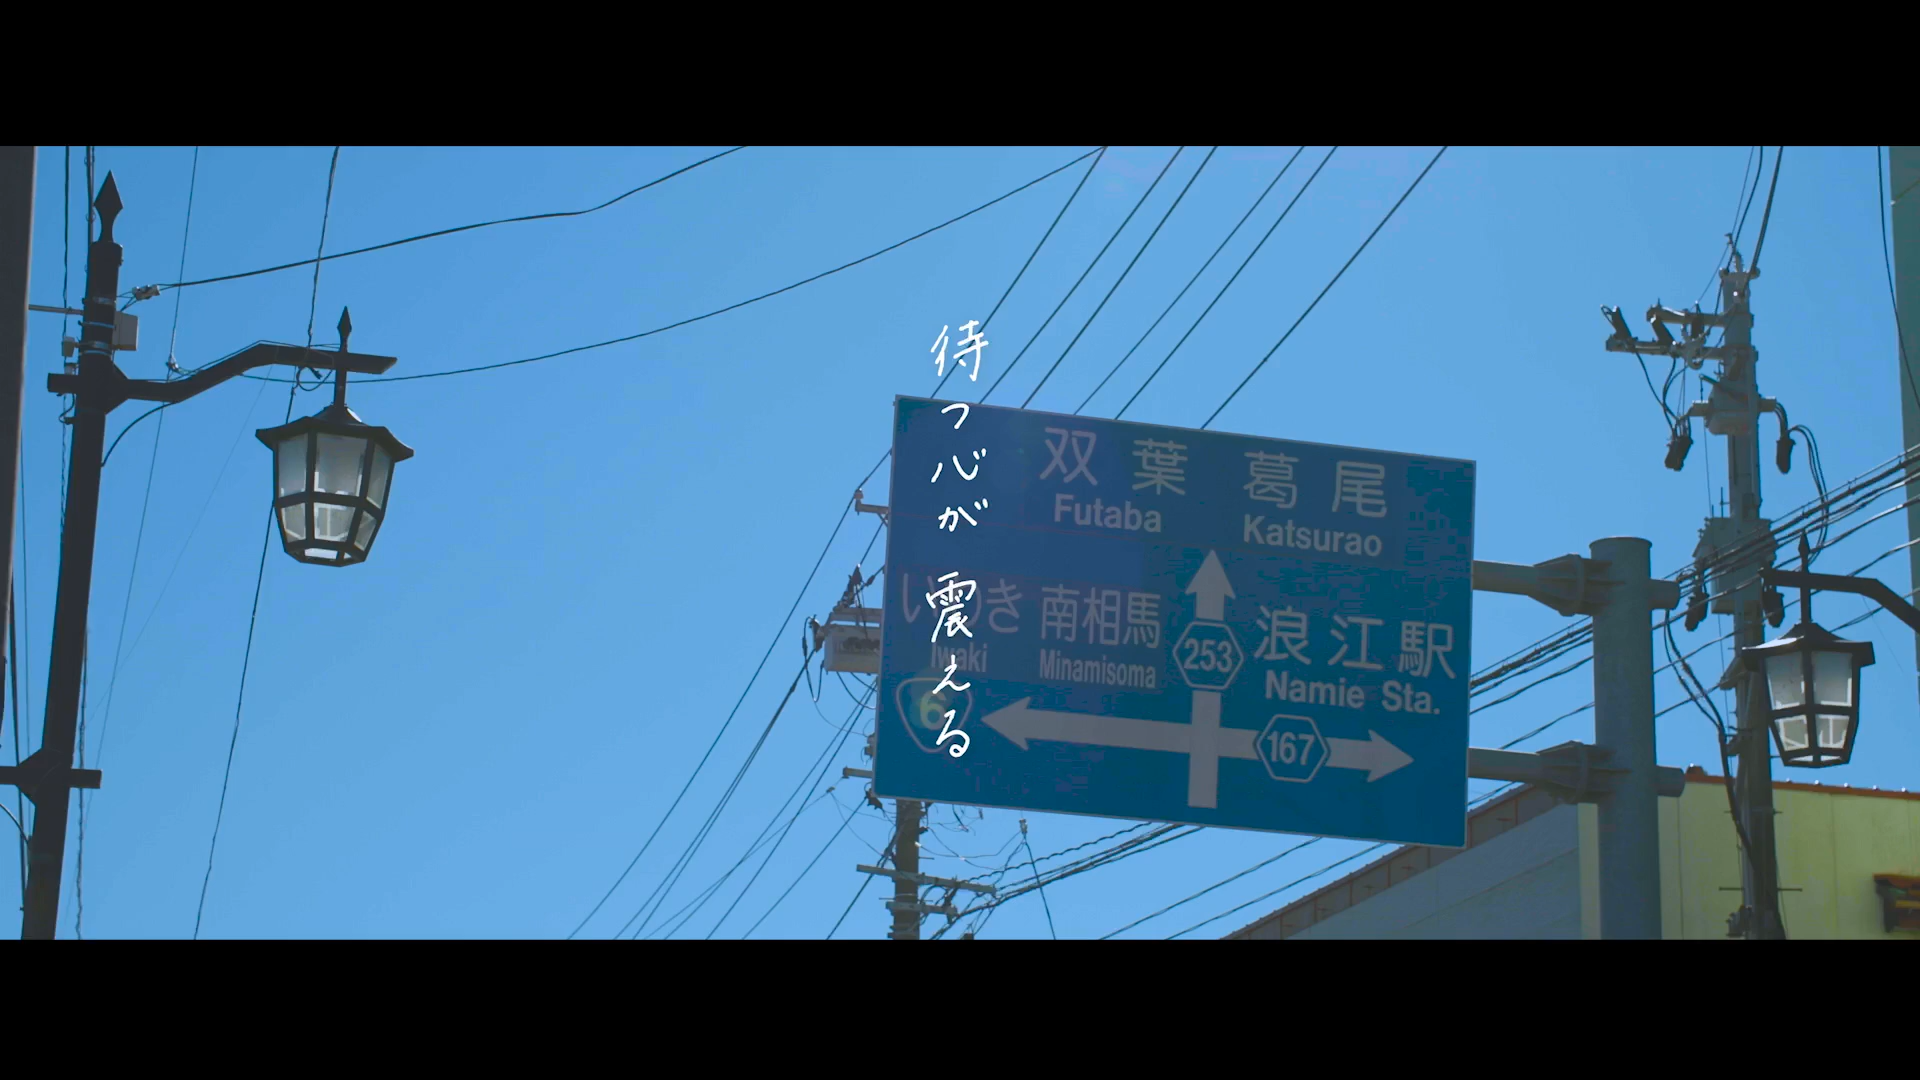 待つ心が 震える
双葉 葛尾
Futaba Katsurao
いわき 南相馬 浪江駅
Iwaki Minamisoma Namie Sta.
253
6
167